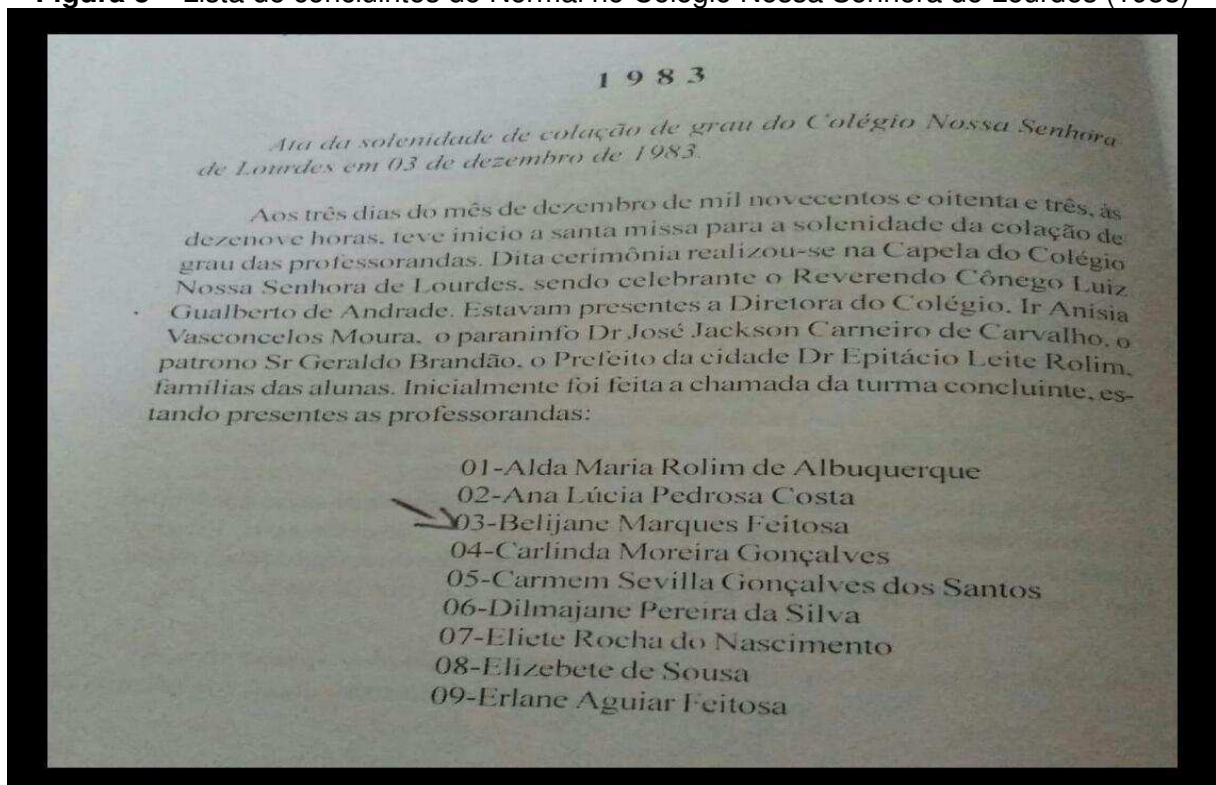 1983
Ata da solenidade de colação de grau do Colégio Nossa Senhora
de Lourdes em 03 de dezembro de 1983.
Aos três dias do mês de dezembro de mil novecentos e oitenta e três, às
dezenove horas, teve inicio a santa missa para a solenidade da colação de
grau das professorandas. Dita cerimônia realizou-se na Capela do Colégio
Nossa Senhora de Lourdes, sendo celebrante o Reverendo Cônego Luiz
Gualberto de Andrade. Estavam presentes a Diretora do Colégio, Ir Anisia
Vasconcelos Moura, o paraninfo Dr José Jackson Carneiro de Carvalho, o
patrono Sr Geraldo Brandão, o Prefeito da cidade Dr Epitácio Leite Rolim,
famílias das alunas. Inicialmente foi feita a chamada da turma concluinte, es-
tando presentes as professorandas:
01-Alda Maria Rolim de Albuquerque
02-Ana Lúcia Pedrosa Costa
03-Belijane Marques Feitosa
04-Carlinda Moreira Gonçalves
05-Carmem Sevilla Gonçalves dos Santos
06-Dilmajane Pereira da Silva
07-Eliete Rocha do Nascimento
08-Elizebete de Sousa
09-Erlane Aguiar Feitosa